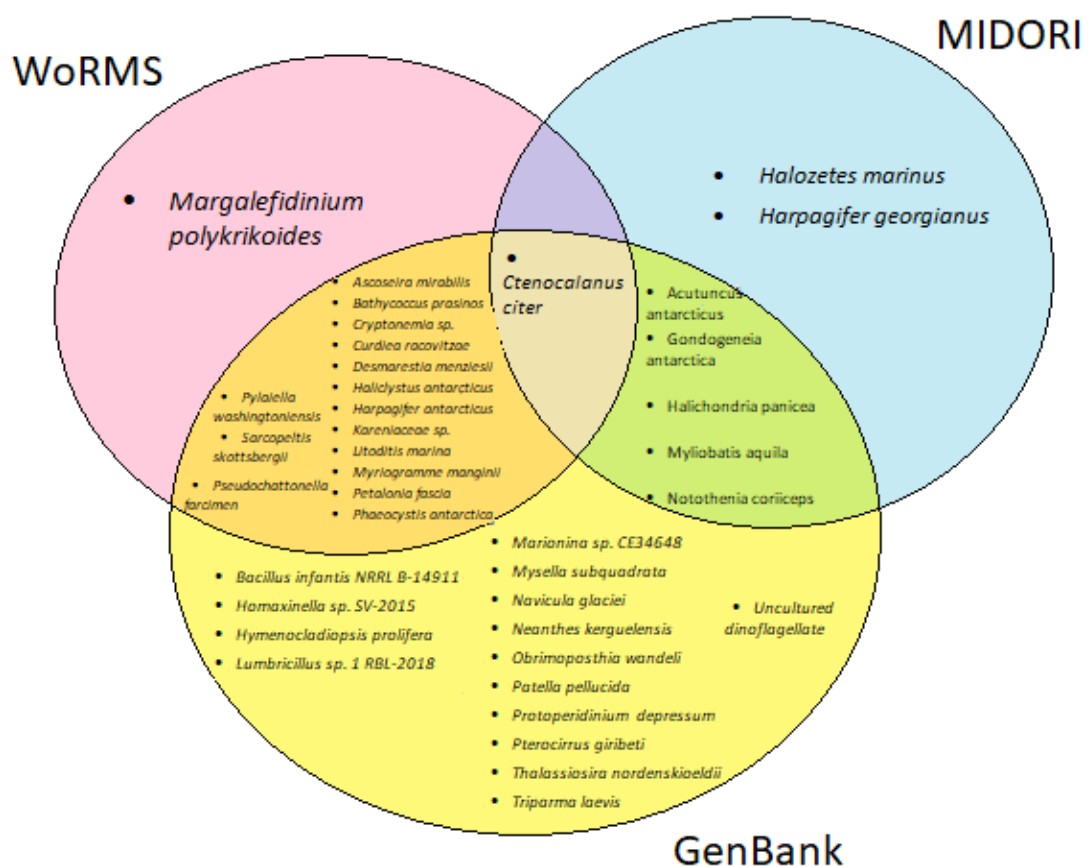 MIDORI
WoRMS
• Margalefidinium
polykrikoides
• Halozetes marinus
• Harpagifer georgianus
• Ascoseira mirabilis
• Bathycoccus prasinos
• Cryptonemia sp.
• Curdiea racovitzae
• Desmarestia menziesii
• Haliclystus antarcticus
• Harpagifer antarcticus
• Kareniaceae sp.
• Litoditis marina
• Myriogramme manginii
• Petalonia fascia
• Phaeocystis antarctica
• Pylaiella
washingtoniensis
• Sarcopeltis
skottsbergii
• Pseudochattonella
farcimen
•
Ctenocalanus
citer
• Acutuncus
antarcticus
• Gondogeneia
antarctica
• Halichondria panicea
• Myliobatis aquila
• Notothenia coriiceps
• Bacillus infantis NRRL B-14911
• Homaxinella sp. SV-2015
• Hymenocladiopsis prolifera
• Lumbricillus sp. 1 RBL-2018
• Marionina sp. CE34648
• Mysella subquadrata
• Navicula glaciei
• Neanthes kerguelensis
• Obrimoposthia wandeli
• Patella pellucida
• Protoperidinium depressum
• Pterocirrus giribeti
• Thalassiosira nordenskioeldii
• Triparma laevis
• Uncultured
dinoflagellate
GenBank